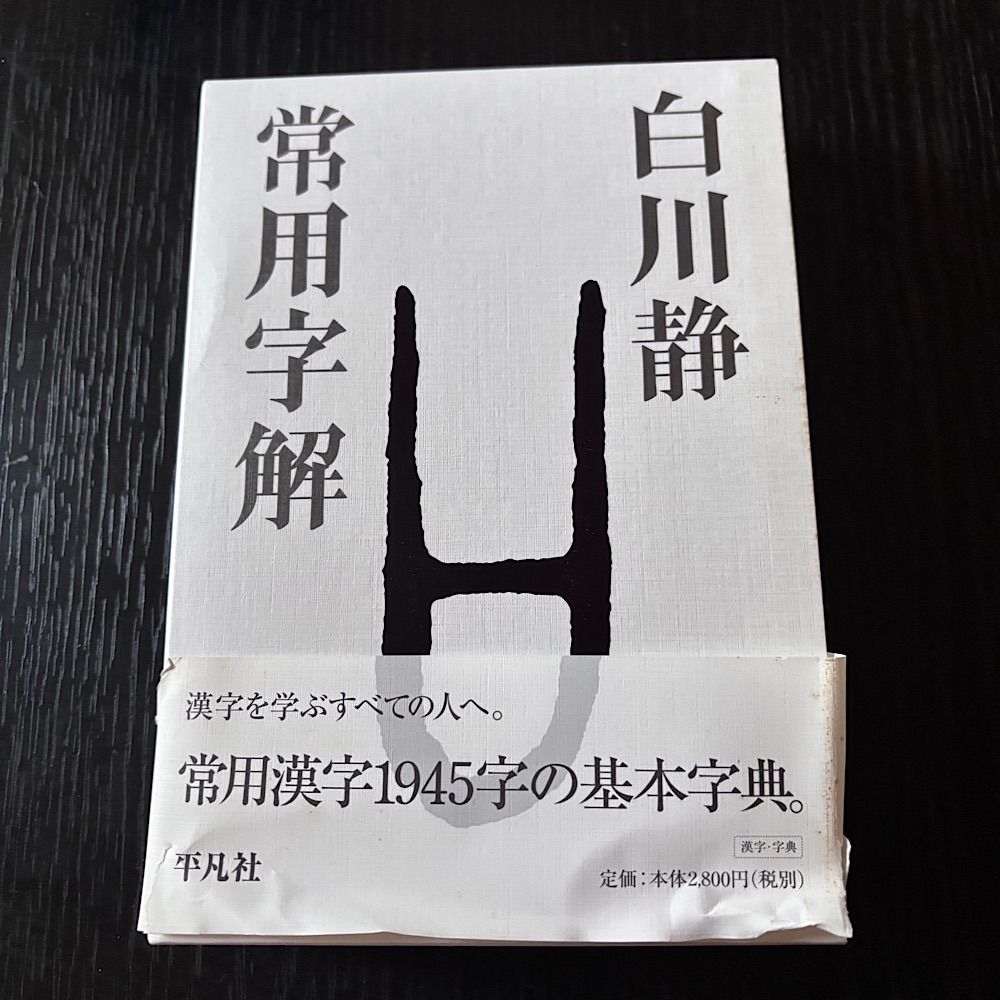 白川静
常用字解
漢字を学ぶすべての人へ。
常用漢字1945字の基本字典。
漢字・字典
平凡社
定価：本体2,800円（税別）